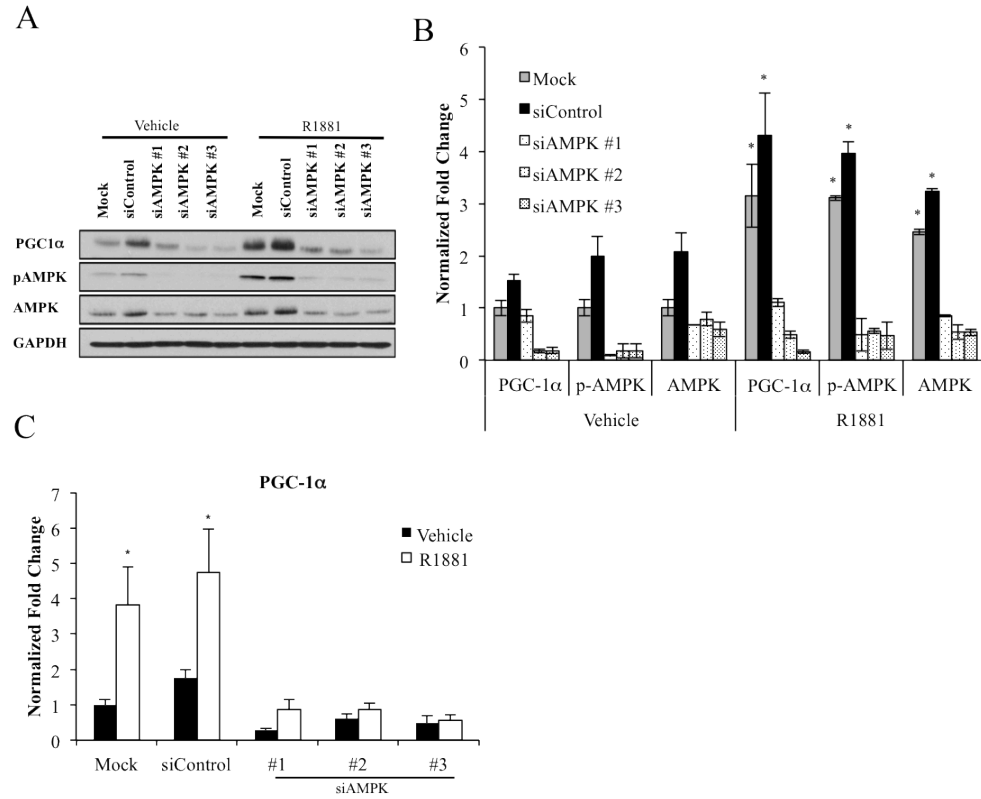 A
Vehicle
R1881
Mock
siControl
siAMPK #1
siAMPK #2
siAMPK #3
Mock
siControl
siAMPK #1
siAMPK #2
siAMPK #3
PGC1α
pAMPK
AMPK
GAPDH
B
Normalized Fold Change
6
5
4
3
2
1
0
Mock
siControl
siAMPK #1
siAMPK #2
siAMPK #3
* * * * * *
PGC-1α p-AMPK AMPK PGC-1α p-AMPK AMPK
Vehicle R1881
C
PGC-1α
Normalized Fold Change
7
6
5
4
3
2
1
0
Vehicle
R1881
* *
Mock siControl #1 #2 #3
siAMPK